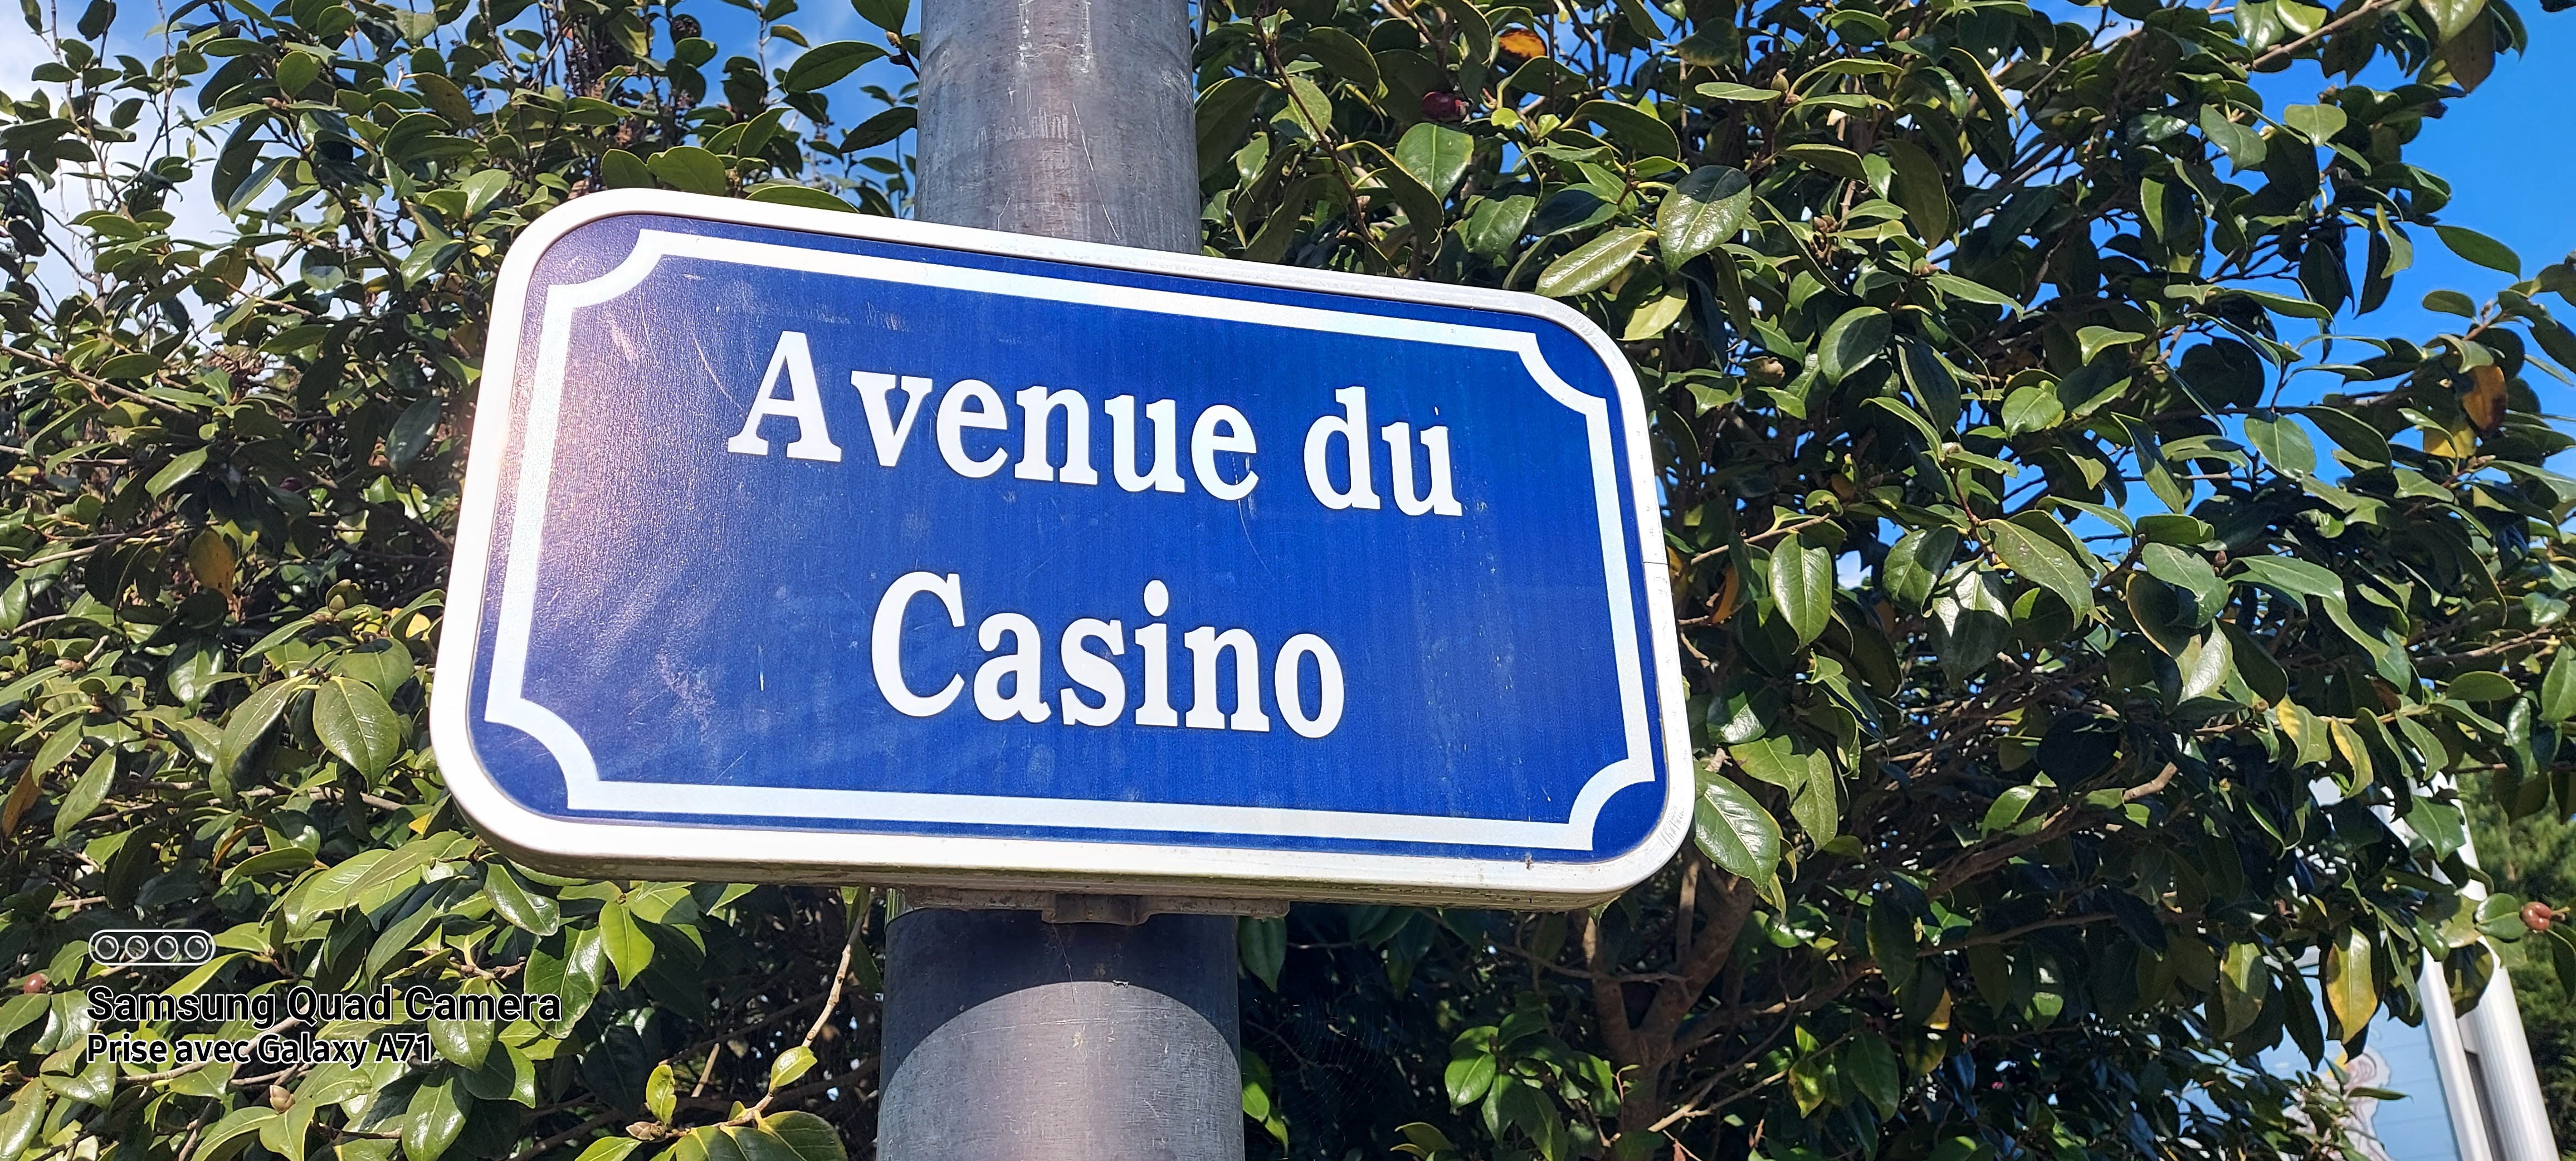 Avenue du
Casino
Samsung Quad Camera
Prise avec Galaxy A71